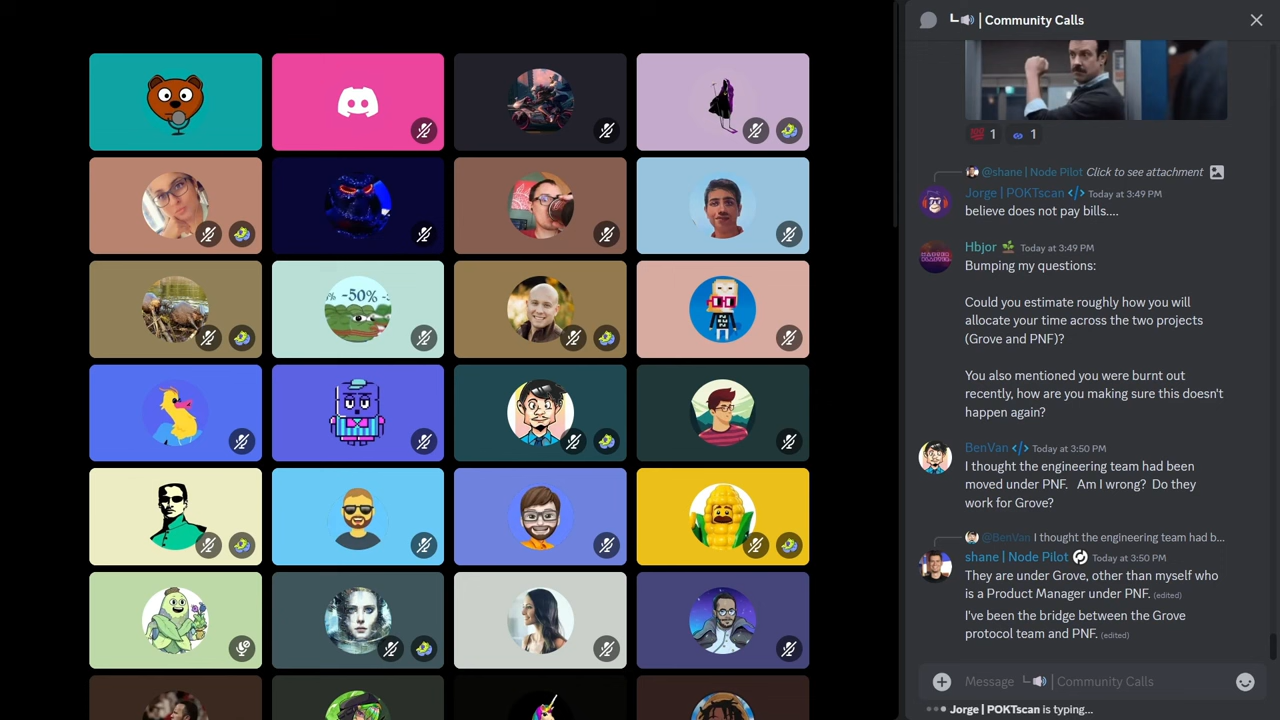 ┗🔊 | Community Calls
💯 1
1
@shane | Node Pilot Click to see attachment
Jorge | POKTscan </> Today at 3:49 PM
believe does not pay bills....
Hbjor 🌱 Today at 3:49 PM
Bumping my questions:
Could you estimate roughly how you will
allocate your time across the two projects
(Grove and PNF)?
You also mentioned you were burnt out
recently, how are you making sure this doesn't
happen again?
BenVan </> Today at 3:50 PM
I thought the engineering team had been
moved under PNF. Am I wrong? Do they
work for Grove?
@BenVan I thought the engineering team had b...
shane | Node Pilot Today at 3:50 PM
They are under Grove, other than myself who
is a Product Manager under PNF. (edited)
I've been the bridge between the Grove
protocol team and PNF. (edited)
Message ┗🔊 | Community Calls
Jorge | POKTscan is typing...
-50%